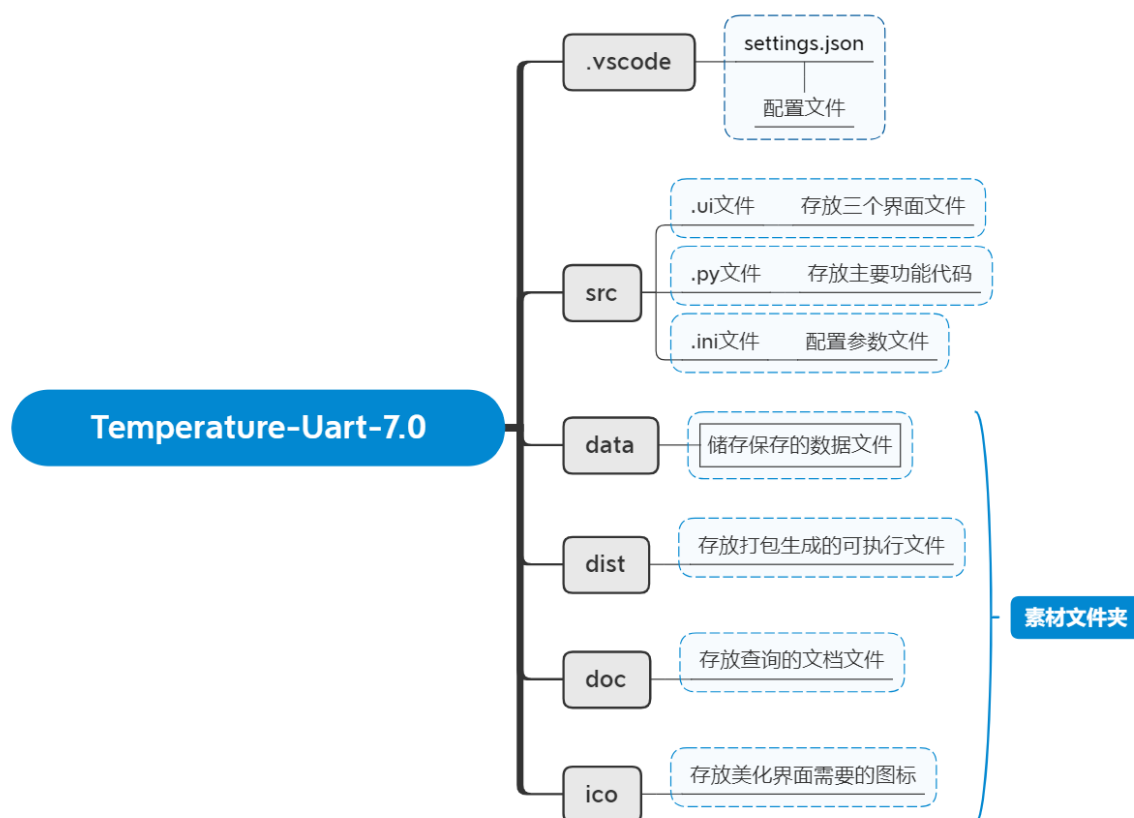 Temperature-Uart-7.0
.vscode
settings.json
配置文件
src
.ui文件 存放三个界面文件
.py文件 存放主要功能代码
.ini文件 配置参数文件
data
储存保存的数据文件
dist
存放打包生成的可执行文件
doc
存放查询的文档文件
ico
存放美化界面需要的图标
素材文件夹